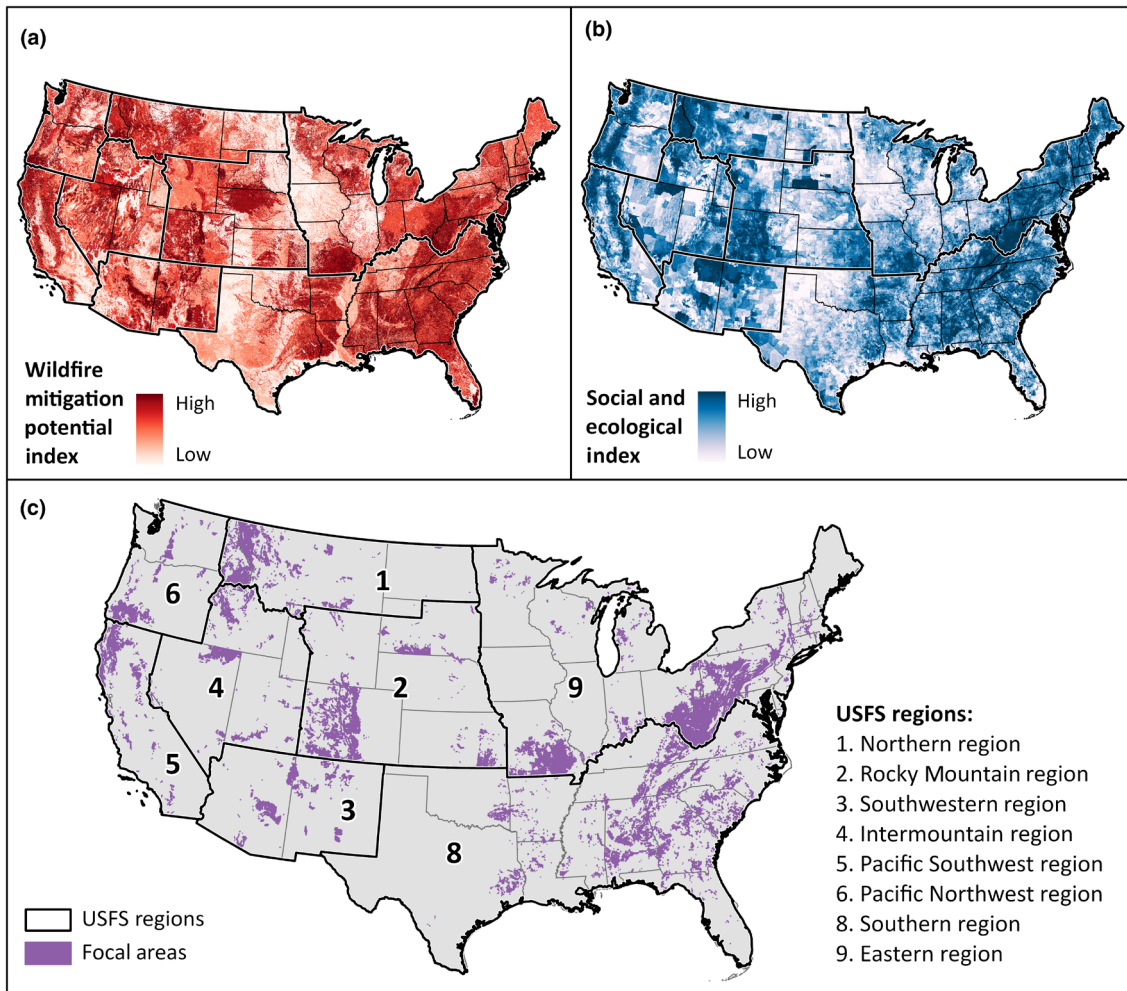 (a)
Wildfire
mitigation
potential
index
High
Low
(b)
Social and
ecological
index
High
Low
(c)
1
2
3
4
5
6
8
9
USFS regions
Focal areas
USFS regions:
1. Northern region
2. Rocky Mountain region
3. Southwestern region
4. Intermountain region
5. Pacific Southwest region
6. Pacific Northwest region
8. Southern region
9. Eastern region